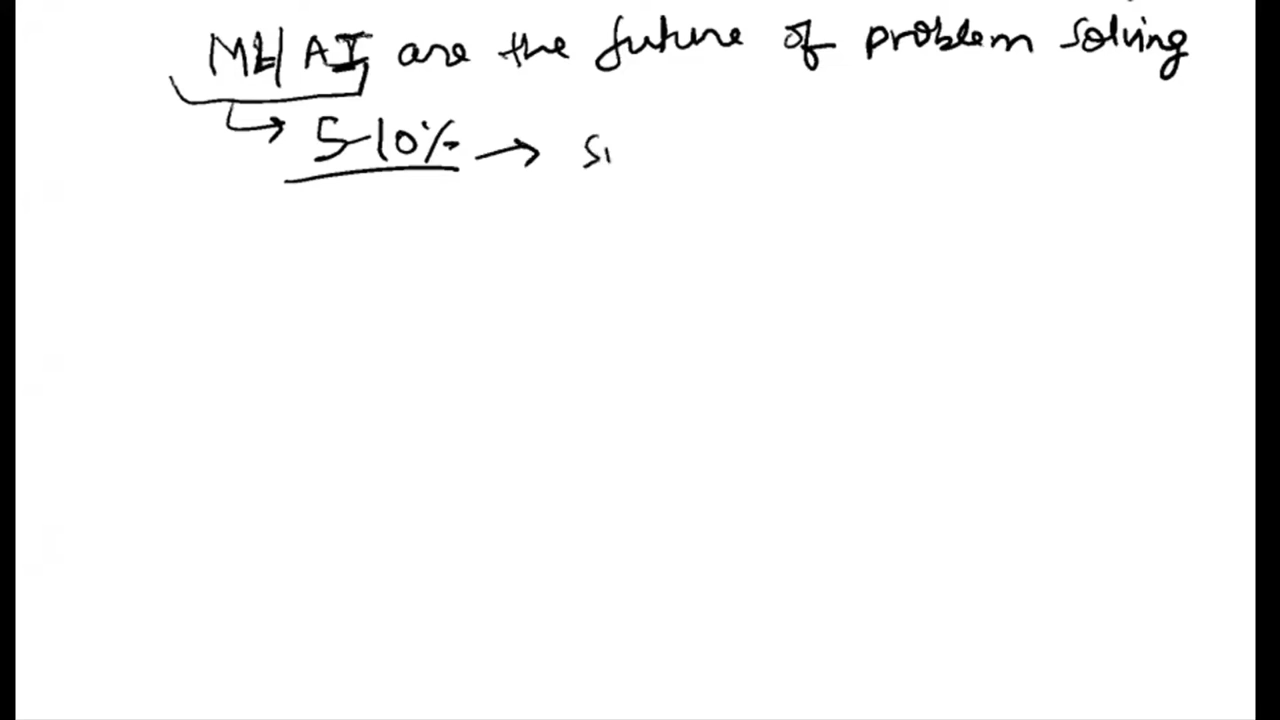 ML/AI are the future of problem solving
→ 5-10% →